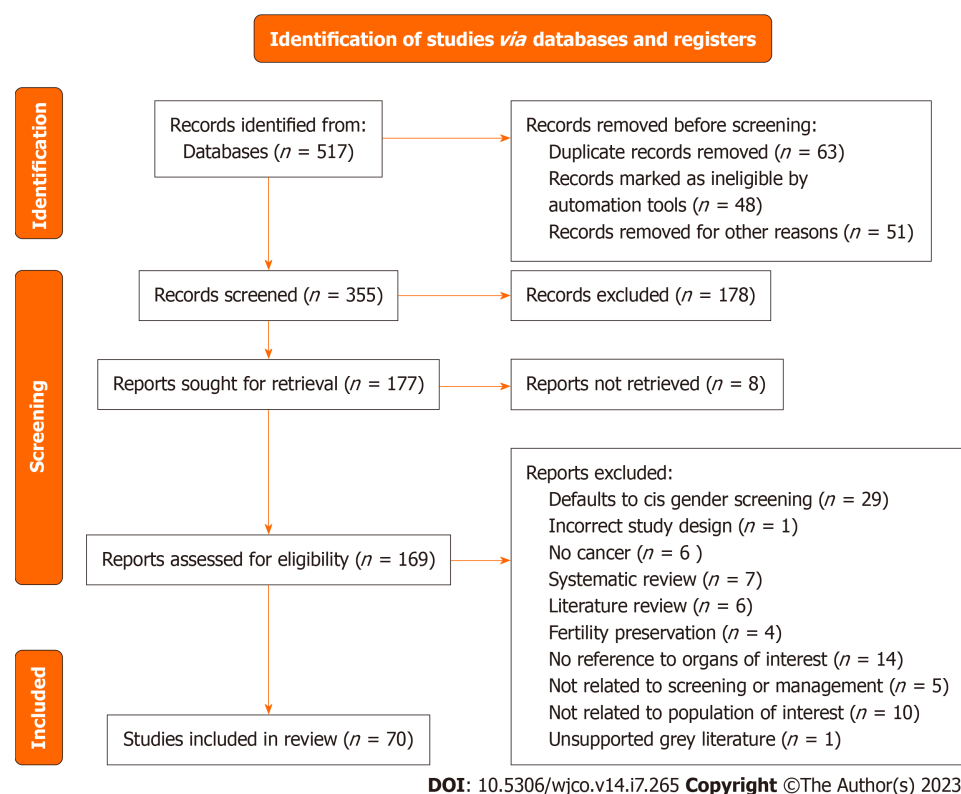 Identification of studies via databases and registers
Identification
Records identified from:
Databases (n = 517)
Records removed before screening:
Duplicate records removed (n = 63)
Records marked as ineligible by
automation tools (n = 48)
Records removed for other reasons (n = 51)
Screening
Records screened (n = 355)
Records excluded (n = 178)
Reports sought for retrieval (n = 177)
Reports not retrieved (n = 8)
Reports assessed for eligibility (n = 169)
Reports excluded:
Defaults to cis gender screening (n = 29)
Incorrect study design (n = 1)
No cancer (n = 6 )
Systematic review (n = 7)
Literature review (n = 6)
Fertility preservation (n = 4)
No reference to organs of interest (n = 14)
Not related to screening or management (n = 5)
Not related to population of interest (n = 10)
Unsupported grey literature (n = 1)
Included
Studies included in review (n = 70)
DOI: 10.5306/wjco.v14.i7.265 Copyright ©The Author(s) 2023